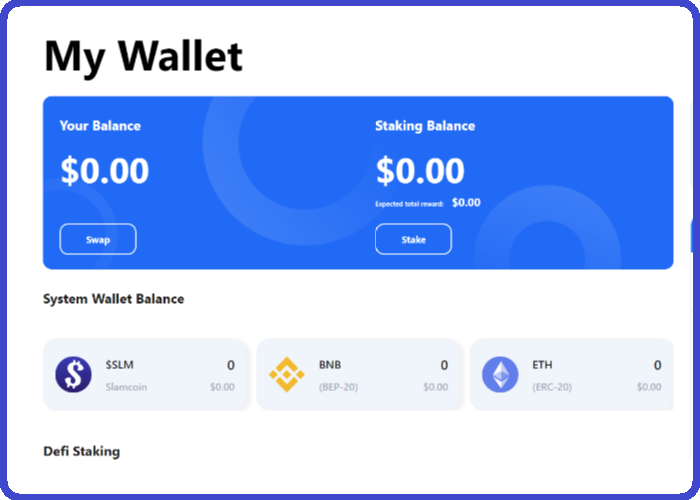 My Wallet
Your Balance
Staking Balance
$0.00
$0.00
Expected total reward: $0.00
Swap
Stake
System Wallet Balance
$SLM 0
BNB 0
ETH 0
Slamcoin $0.00
(BEP-20) $0.00
(ERC-20) $0.00
Defi Staking